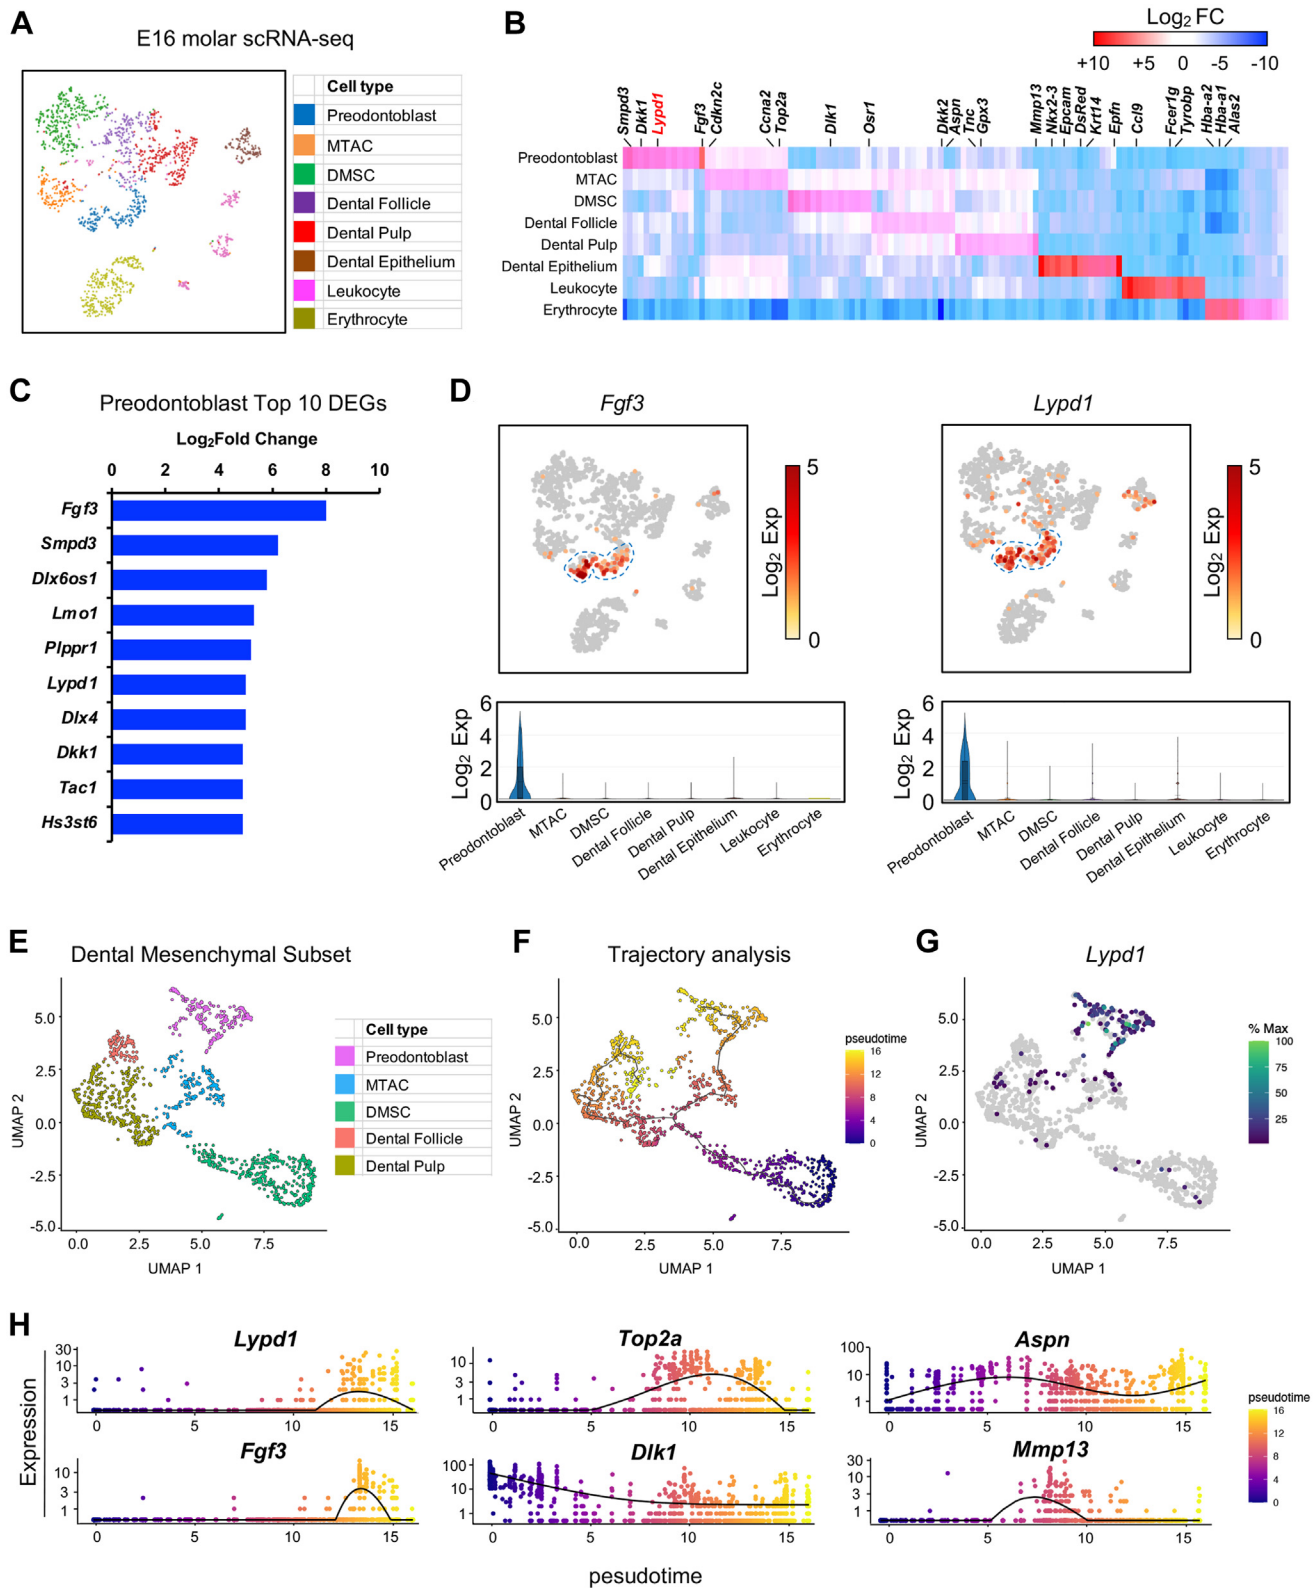 A
E16 molar scRNA-seq
Cell type
Preodontoblast
MTAC
DMSC
Dental Follicle
Dental Pulp
Dental Epithelium
Leukocyte
Erythrocyte
B
Log2 FC
+10 +5 0 -5 -10
Smpd3 Dkk1 Lypd1 Fgf3 Cdkn2c Ccna2 Top2a Dlk1 Osr1 Dkk2 Aspn Tnc Gpx3 Mmp13 Nkx2-3 Epcam DsRed Krt14 Epfn Ccl9 Fcer1g Tyrobp Hba-a2 Hba-a1 Alas2
Preodontoblast
MTAC
DMSC
Dental Follicle
Dental Pulp
Dental Epithelium
Leukocyte
Erythrocyte
C
Preodontoblast Top 10 DEGs
Log2Fold Change
0 2 4 6 8 10
Fgf3
Smpd3
Dlx6os1
Lmo1
Plppr1
Lypd1
Dlx4
Dkk1
Tac1
Hs3st6
D
Fgf3
5
Log2 Exp
0
Lypd1
5
Log2 Exp
0
6
4
2
0
Log2 Exp
Preodontoblast MTAC DMSC Dental Follicle Dental Pulp Dental Epithelium Leukocyte Erythrocyte
6
4
2
0
Log2 Exp
Preodontoblast MTAC DMSC Dental Follicle Dental Pulp Dental Epithelium Leukocyte Erythrocyte
E
Dental Mesenchymal Subset
5.0
2.5
0.0
-2.5
-5.0
UMAP 2
0.0 2.5 5.0 7.5
UMAP 1
Cell type
Preodontoblast
MTAC
DMSC
Dental Follicle
Dental Pulp
F
Trajectory analysis
5.0
2.5
0.0
-2.5
-5.0
UMAP 2
0.0 2.5 5.0 7.5
UMAP 1
pesudotime
16
12
8
4
0
G
Lypd1
5.0
2.5
0.0
-2.5
-5.0
UMAP 2
0.0 2.5 5.0 7.5
UMAP 1
% Max
100
75
50
25
H
Expression
Lypd1
30
10
3
1
0 5 10 15
Top2a
10
3
1
0 5 10 15
Aspn
100
10
1
0 5 10 15
Fgf3
10
3
1
0 5 10 15
Dlk1
100
10
1
0 5 10 15
Mmp13
30
10
3
1
0 5 10 15
pesudotime
pseudotime
16
12
8
4
0